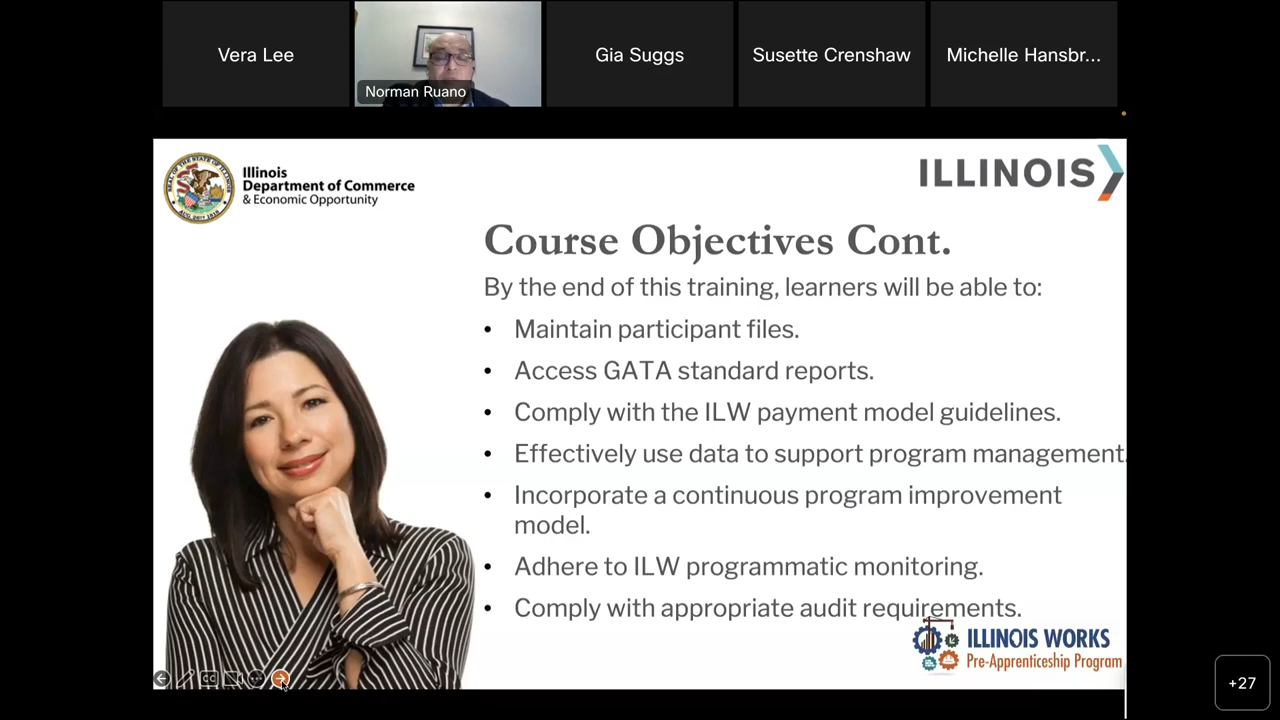 Vera Lee
Norman Ruano
Gia Suggs
Susette Crenshaw
Michelle Hansbr...
Illinois
Department of Commerce
& Economic Opportunity
ILLINOIS
Course Objectives Cont.
By the end of this training, learners will be able to:
• Maintain participant files.
• Access GATA standard reports.
• Comply with the ILW payment model guidelines.
• Effectively use data to support program management.
• Incorporate a continuous program improvement
model.
• Adhere to ILW programmatic monitoring.
• Comply with appropriate audit requirements.
ILLINOIS WORKS
Pre-Apprenticeship Program
CC
+27